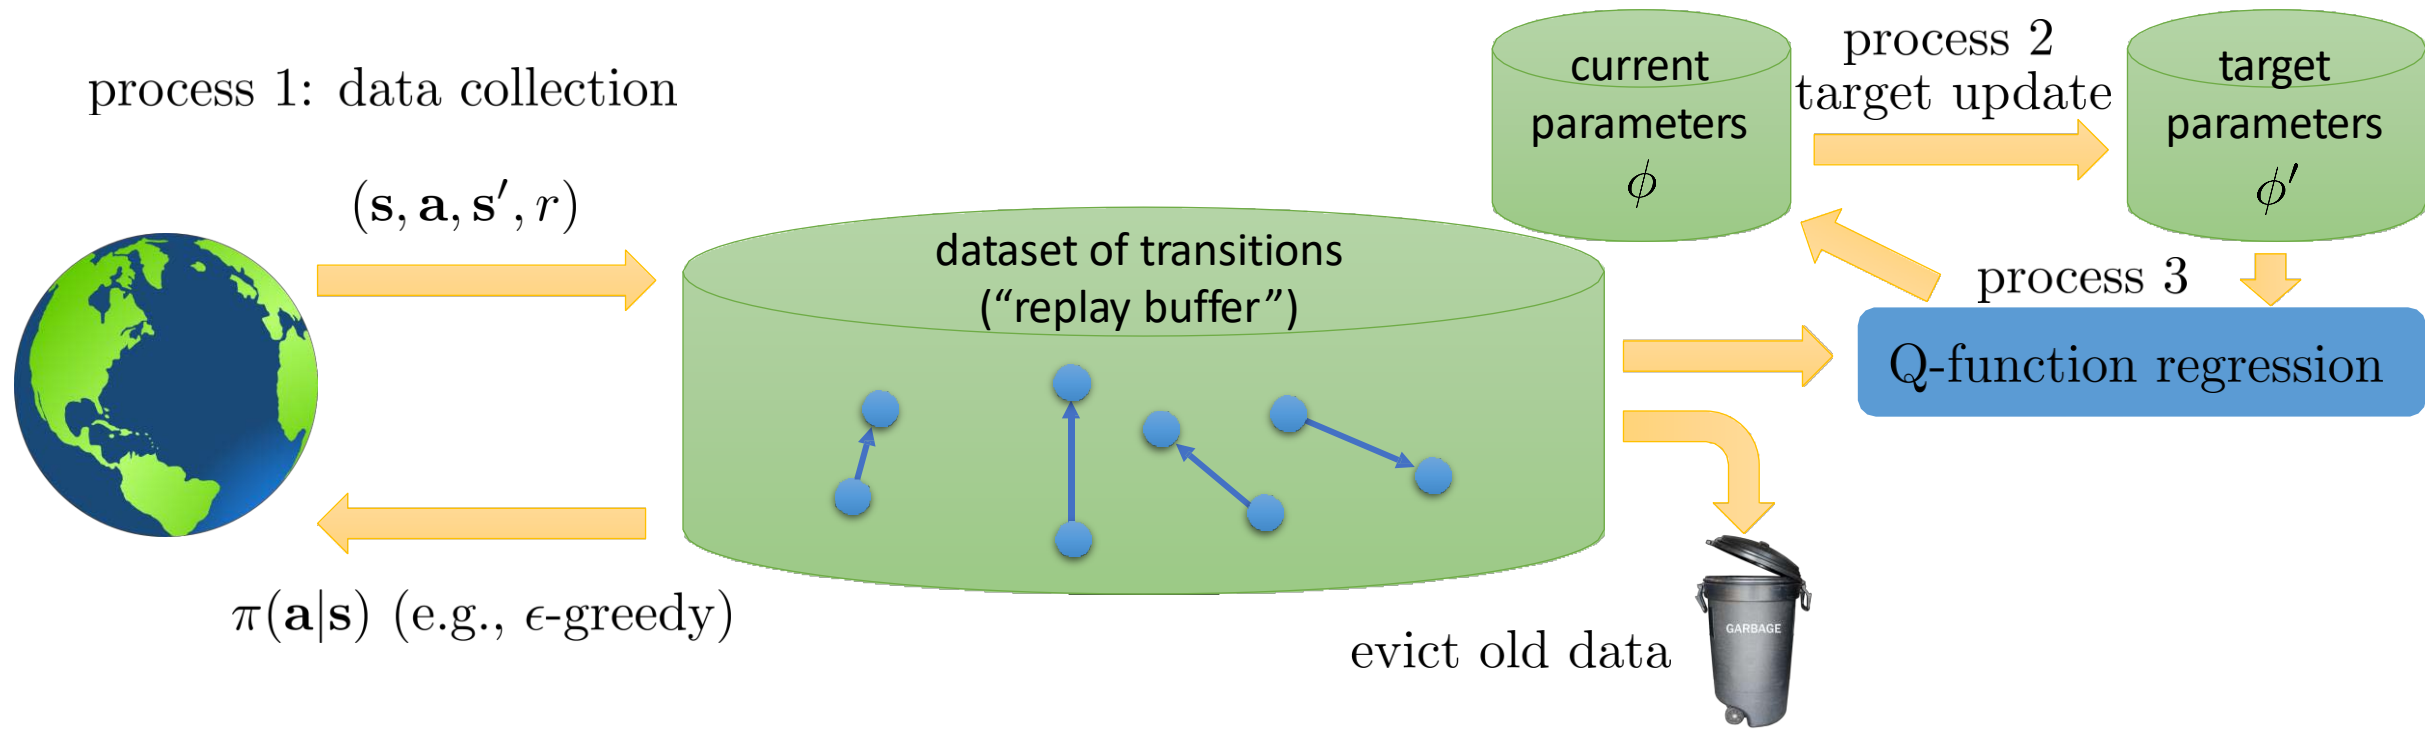 process 1: data collection
(s, a, s′, r)
π(a|s) (e.g., ϵ-greedy)
dataset of transitions
(“replay buffer”)
current
parameters
ϕ
process 2
target update
target
parameters
ϕ′
process 3
Q-function regression
evict old data
GARBAGE